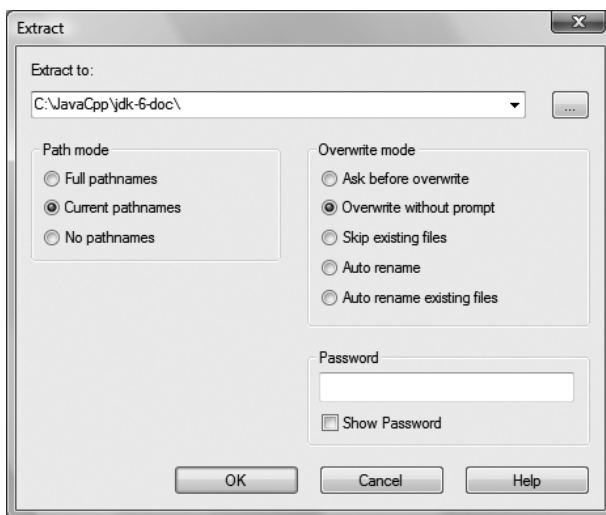 Extract
Extract to:
C:\JavaCpp\jdk-6-doc\
...
Path mode
Full pathnames
Current pathnames
No pathnames
Overwrite mode
Ask before overwrite
Overwrite without prompt
Skip existing files
Auto rename
Auto rename existing files
Password
Show Password
OK
Cancel
Help